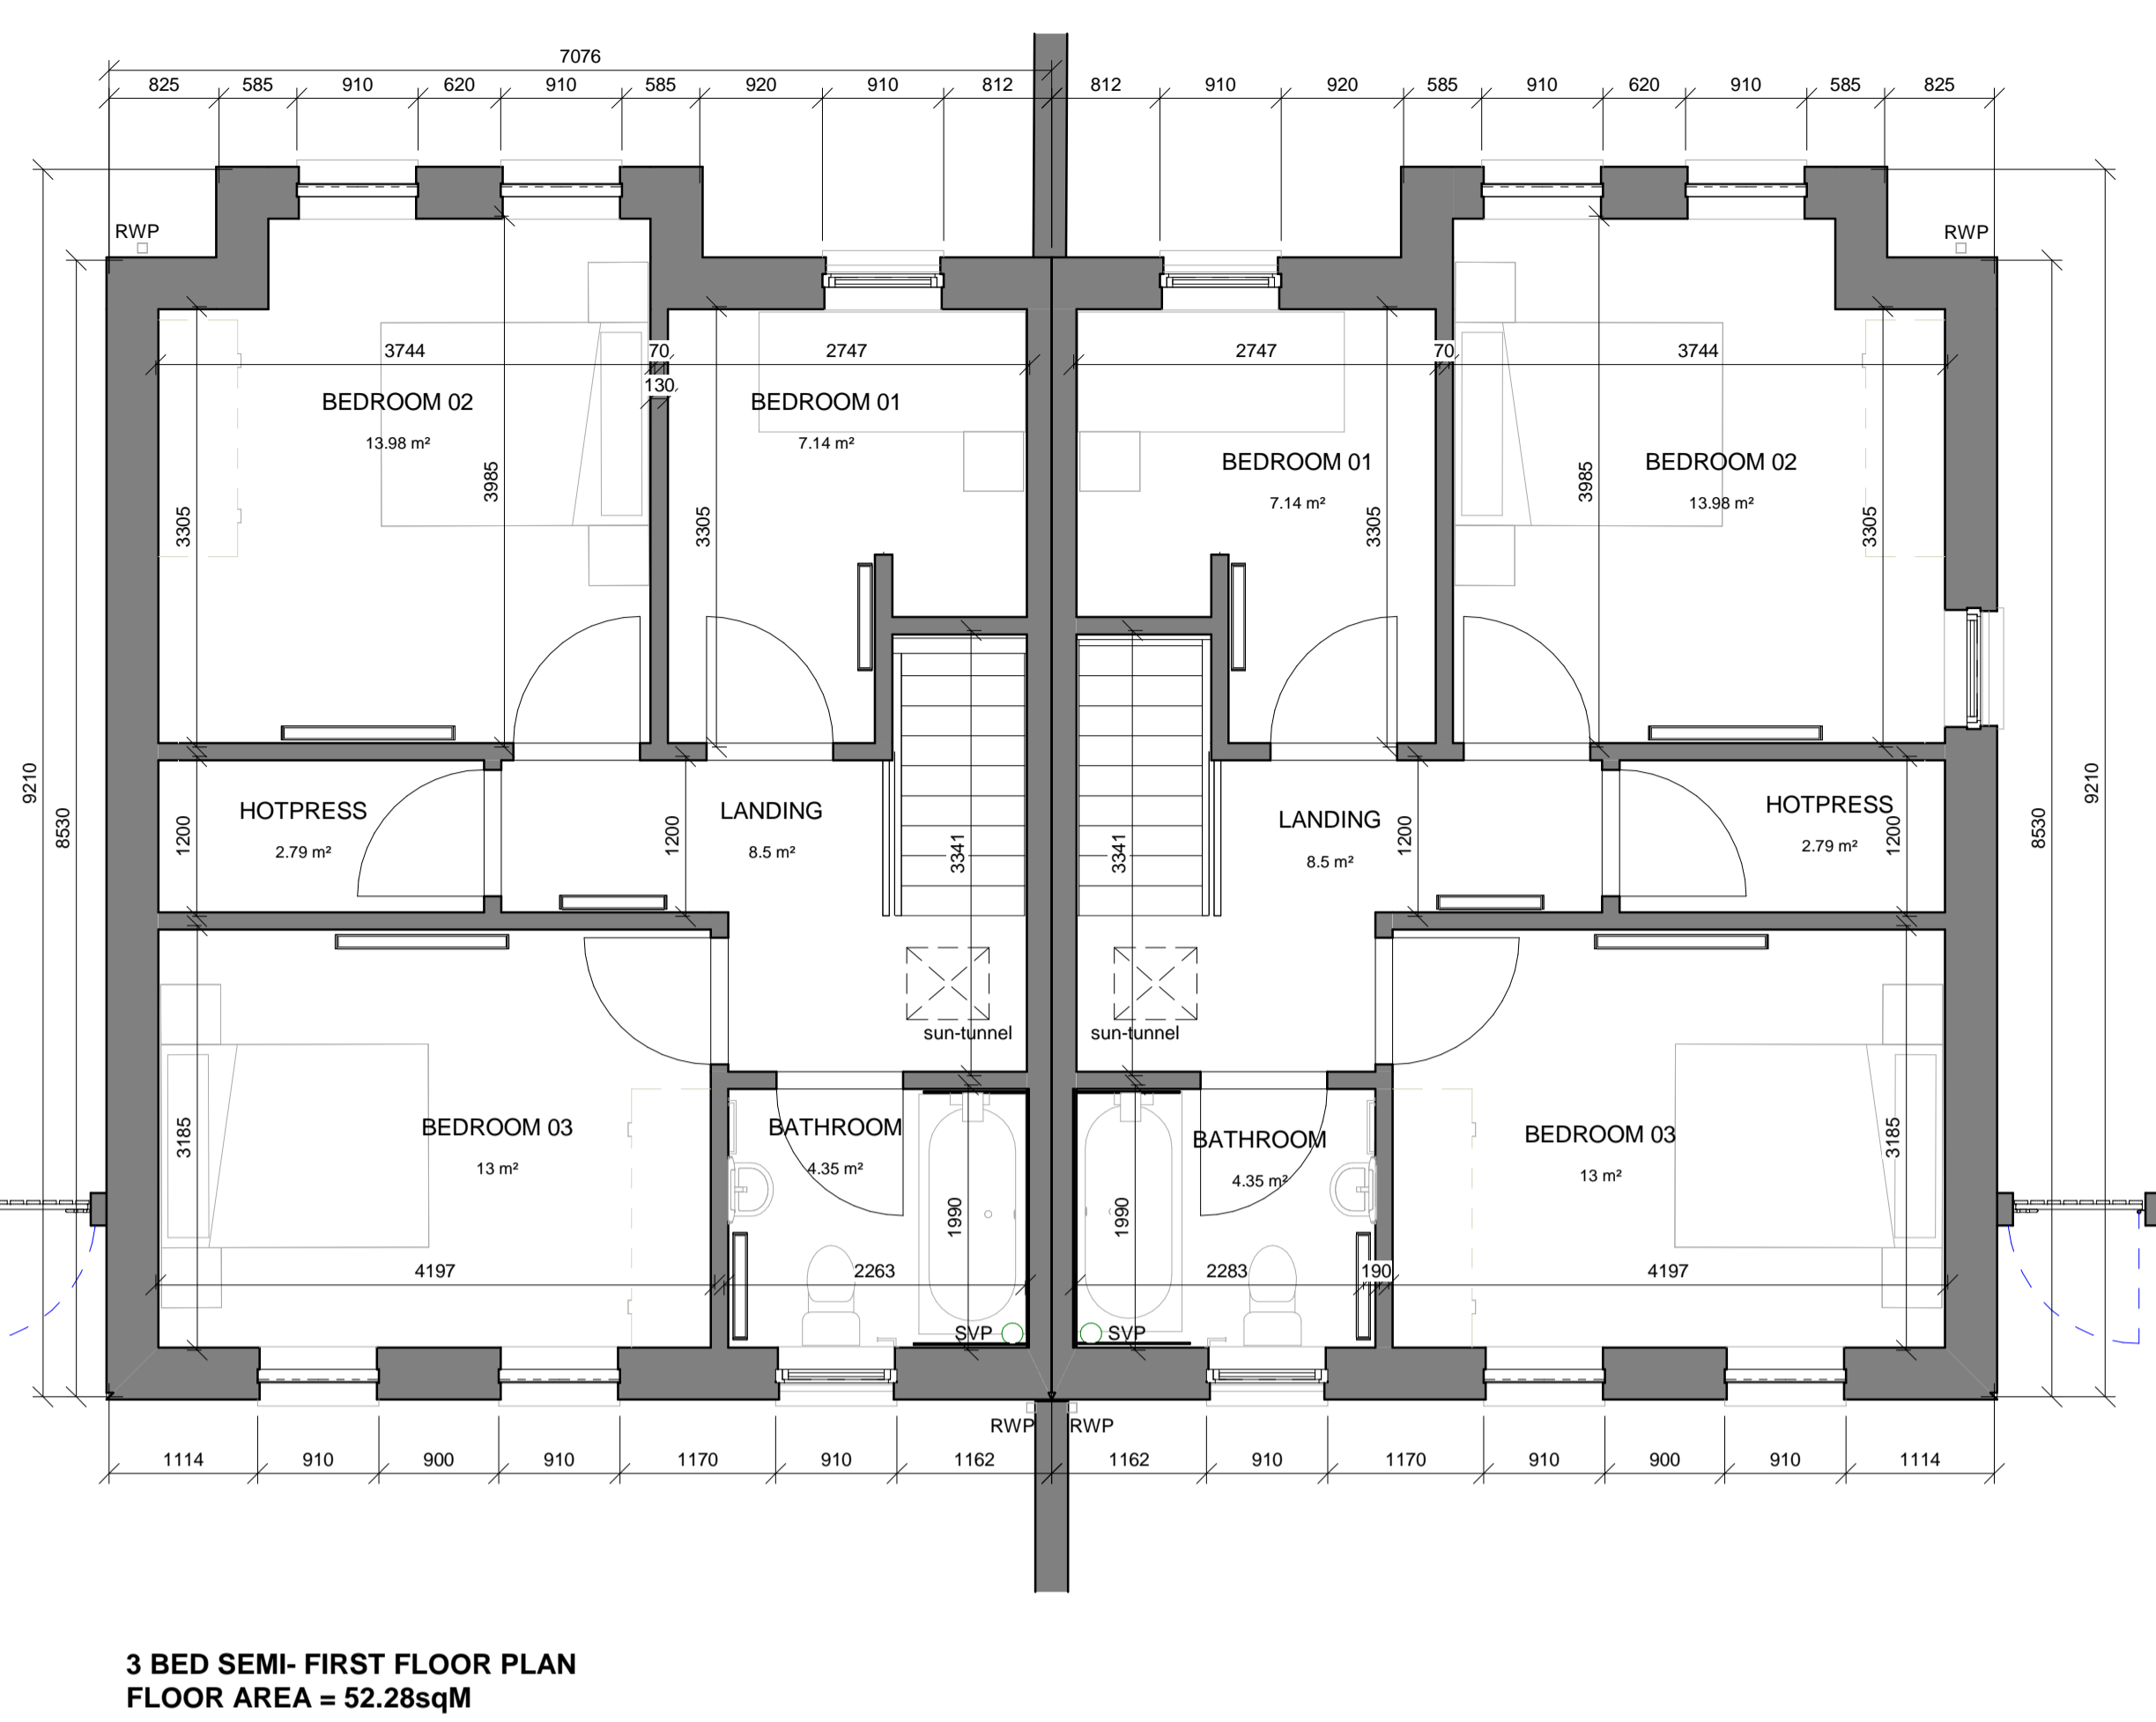 7076
825 585 910 620 910 585 920 910 812 812 910 920 585 910 620 910 585 825
RWP RWP
3744 70 2747 2747 70 3744
130
BEDROOM 02 BEDROOM 01
13.98 m² 7.14 m²
BEDROOM 01 BEDROOM 02
7.14 m² 13.98 m²
3305 3985 3305 3305 3985 3305
9210 8530 8530 9210
HOTPRESS LANDING LANDING HOTPRESS
2.79 m² 8.5 m² 8.5 m² 2.79 m²
1200 1200 3341 3341 1200 1200
sun-tunnel sun-tunnel
BEDROOM 03 BATHROOM BATHROOM BEDROOM 03
13 m² 4.35 m² 4.35 m² 13 m²
3185 1990 1990 3185
4197 2263 2283 190 4197
SVP SVP
RWP RWP
1114 910 900 910 1170 910 1162 1162 910 1170 910 900 910 1114
3 BED SEMI- FIRST FLOOR PLAN
FLOOR AREA = 52.28sqM